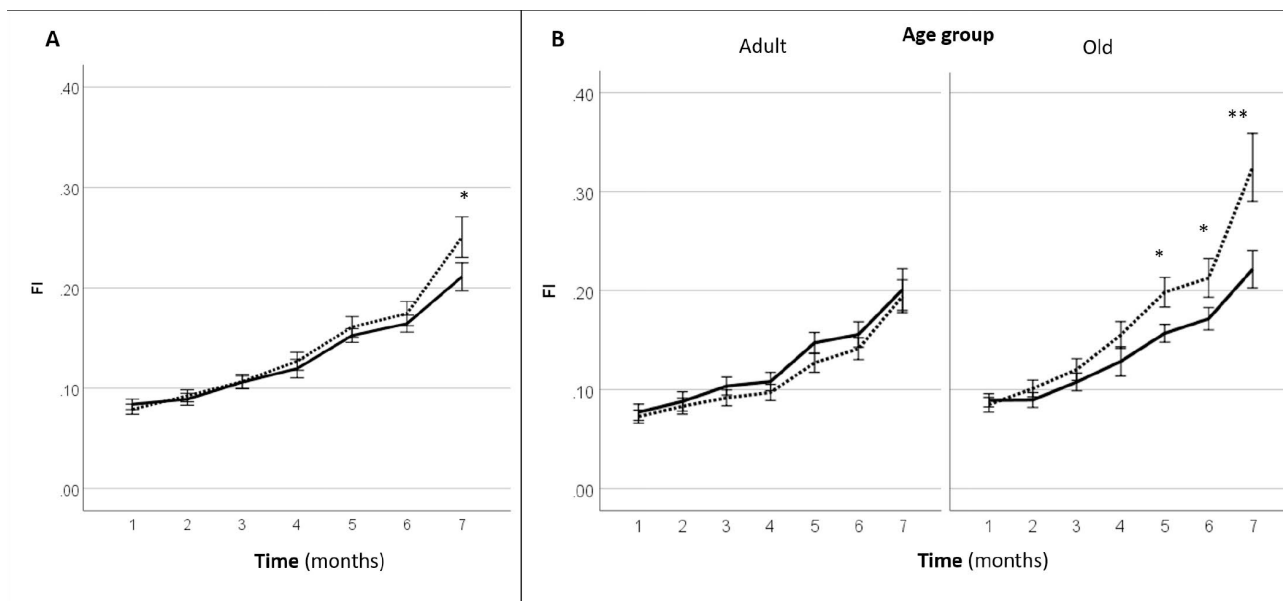 A
.40
.30
.20
.10
.00
FI
*
1 2 3 4 5 6 7
Time (months)
B
Age group
Adult
Old
.40
.30
.20
.10
.00
FI
*
*
**
1 2 3 4 5 6 7
1 2 3 4 5 6 7
Time (months)
Time (months)